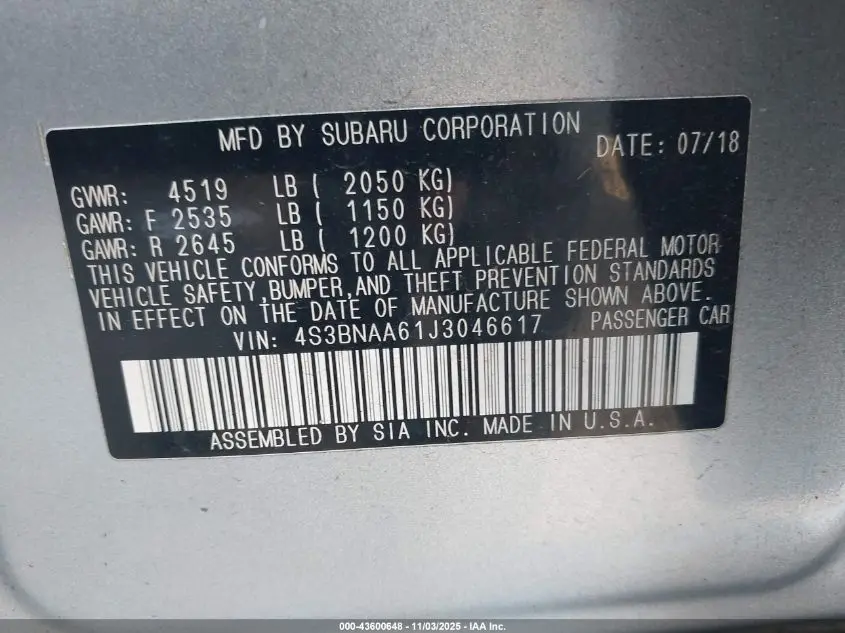 MFD BY SUBARU CORPORATION DATE: 07/18
GVWR: 4519 LB ( 2050 KG)
GAWR: F 2535 LB ( 1150 KG)
GAWR: R 2645 LB ( 1200 KG)
THIS VEHICLE CONFORMS TO ALL APPLICABLE FEDERAL MOTOR
VEHICLE SAFETY,BUMPER,AND THEFT PREVENTION STANDARDS
IN EFFECT ON THE DATE OF MANUFACTURE SHOWN ABOVE.
VIN: 4S3BNAA61J3046617 PASSENGER CAR
ASSEMBLED BY SIA INC. MADE IN U.S.A.
000-43600648 - 11/03/2025 - IAA Inc.